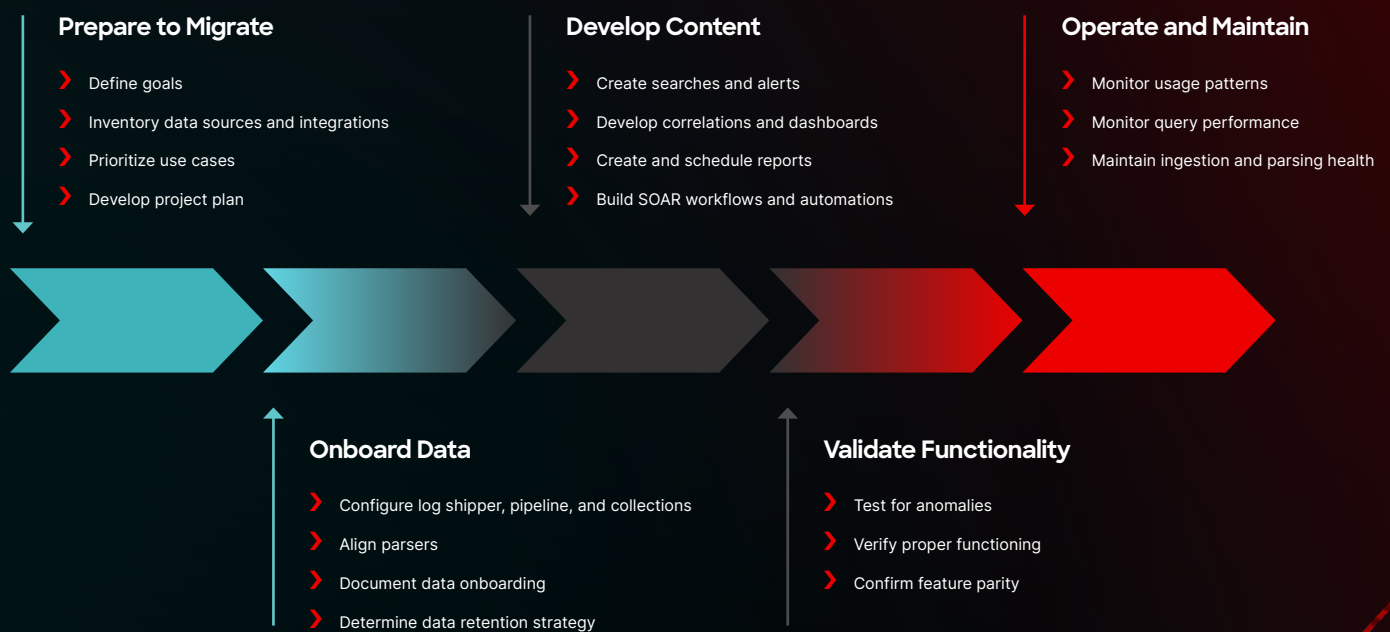 Prepare to Migrate
Define goals
Inventory data sources and integrations
Prioritize use cases
Develop project plan
Develop Content
Create searches and alerts
Develop correlations and dashboards
Create and schedule reports
Build SOAR workflows and automations
Operate and Maintain
Monitor usage patterns
Monitor query performance
Maintain ingestion and parsing health
Onboard Data
Configure log shipper, pipeline, and collections
Align parsers
Document data onboarding
Determine data retention strategy
Validate Functionality
Test for anomalies
Verify proper functioning
Confirm feature parity